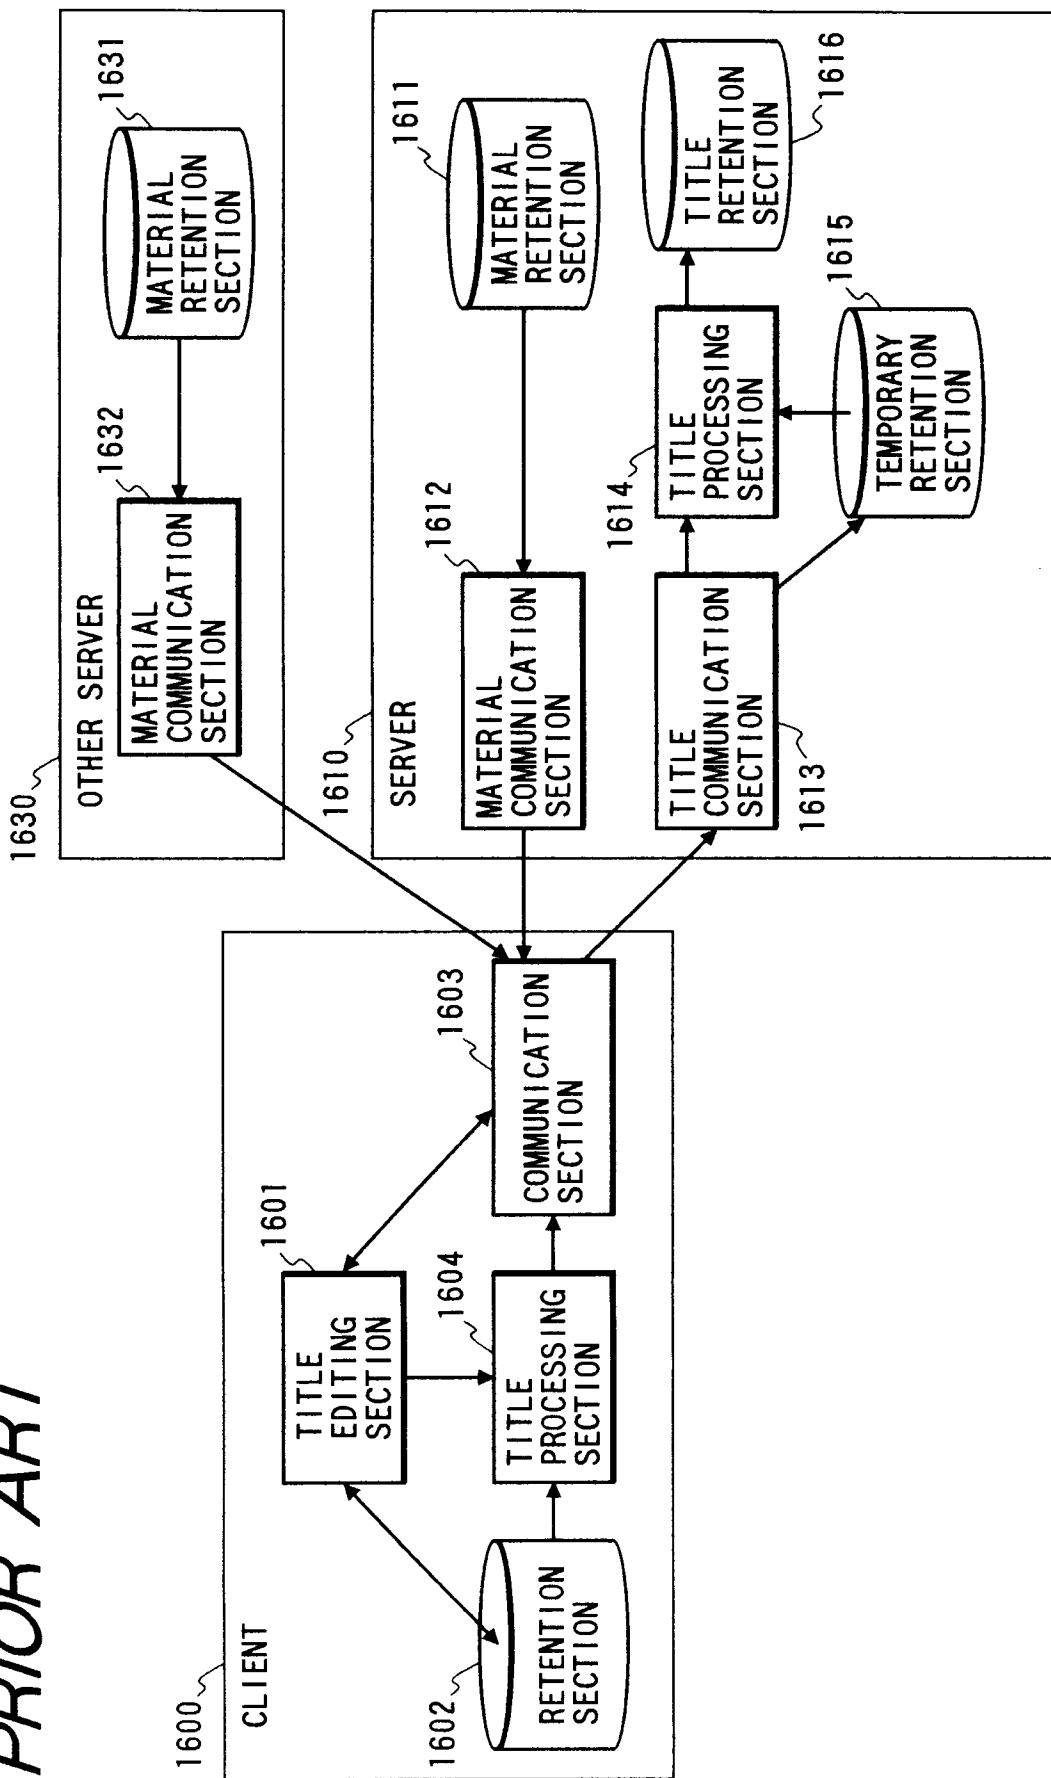 PRIOR ART
1600
CLIENT
1601
TITLE
EDITING
SECTION
1602
RETENTION
SECTION
1604
TITLE
PROCESSING
SECTION
1603
COMMUNICATION
SECTION
1630
OTHER SERVER
1632
MATERIAL
COMMUNICATION
SECTION
1631
MATERIAL
RETENTION
SECTION
1610
SERVER
1612
MATERIAL
COMMUNICATION
SECTION
1611
MATERIAL
RETENTION
SECTION
TITLE
COMMUNICATION
SECTION
1613
1614
TITLE
PROCESSING
SECTION
TITLE
RETENTION
SECTION
1616
1615
TEMPORARY
RETENTION
SECTION